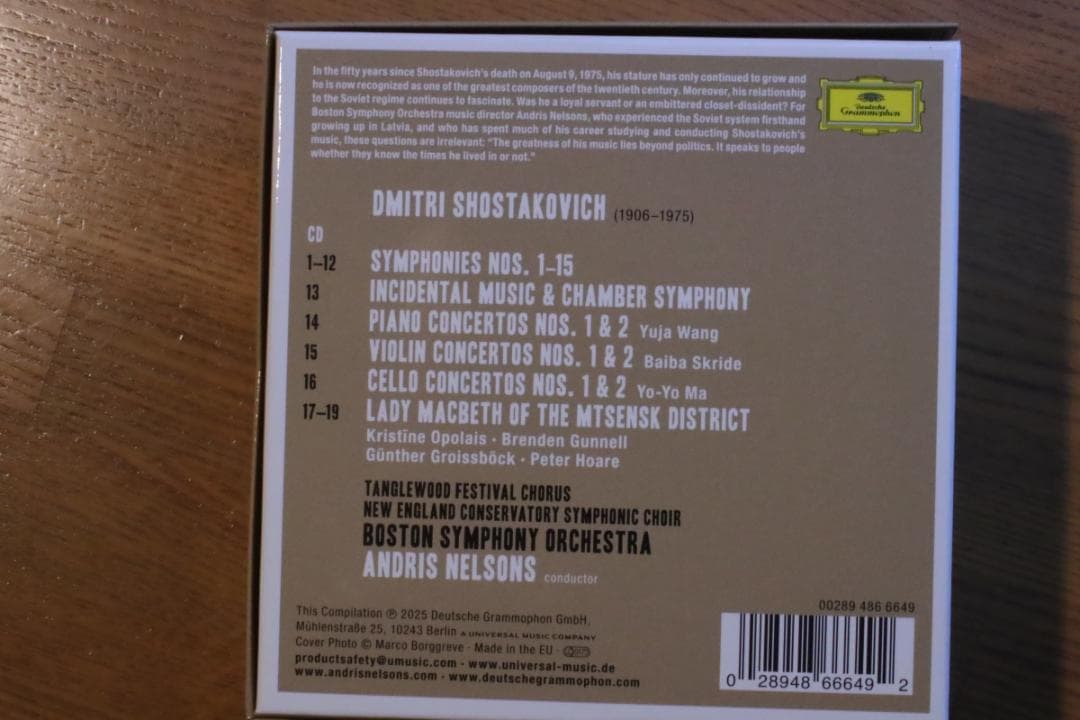 In the fifty years since Shostakovich's death on August 9, 1975, his stature has only continued to grow and
he is now recognized as one of the greatest composers of the twentieth century. Moreover, his relationship
to the Soviet regime continues to fascinate. Was he a loyal servant or an embittered closet-dissident? For
Boston Symphony Orchestra music director Andris Nelsons, who experienced the Soviet system firsthand
growing up in Latvia, and who has spent much of his career studying and conducting Shostakovich's
music, these questions are irrelevant: "The greatness of his music lies beyond politics. It speaks to people
whether they know the times he lived in or not."
Deutsche
Grammophon
DMITRI SHOSTAKOVICH (1906–1975)
CD
1–12 SYMPHONIES NOS. 1–15
13 INCIDENTAL MUSIC & CHAMBER SYMPHONY
14 PIANO CONCERTOS NOS. 1 & 2 Yuja Wang
15 VIOLIN CONCERTOS NOS. 1 & 2 Baiba Skride
16 CELLO CONCERTOS NOS. 1 & 2 Yo-Yo Ma
17–19 LADY MACBETH OF THE MTSENSK DISTRICT
Kristīne Opolais · Brenden Gunnell
Günther Groissböck · Peter Hoare
TANGLEWOOD FESTIVAL CHORUS
NEW ENGLAND CONSERVATORY SYMPHONIC CHOIR
BOSTON SYMPHONY ORCHESTRA
ANDRIS NELSONS conductor
This Compilation ℗ 2025 Deutsche Grammophon GmbH,
Mühlenstraße 25, 10243 Berlin A UNIVERSAL MUSIC COMPANY
Cover Photo © Marco Borggreve · Made in the EU ·
productsafety@umusic.com · www.universal-music.de
www.andrisnelsons.com · www.deutschegrammophon.com
00289 486 6649
0 28948 66649 2